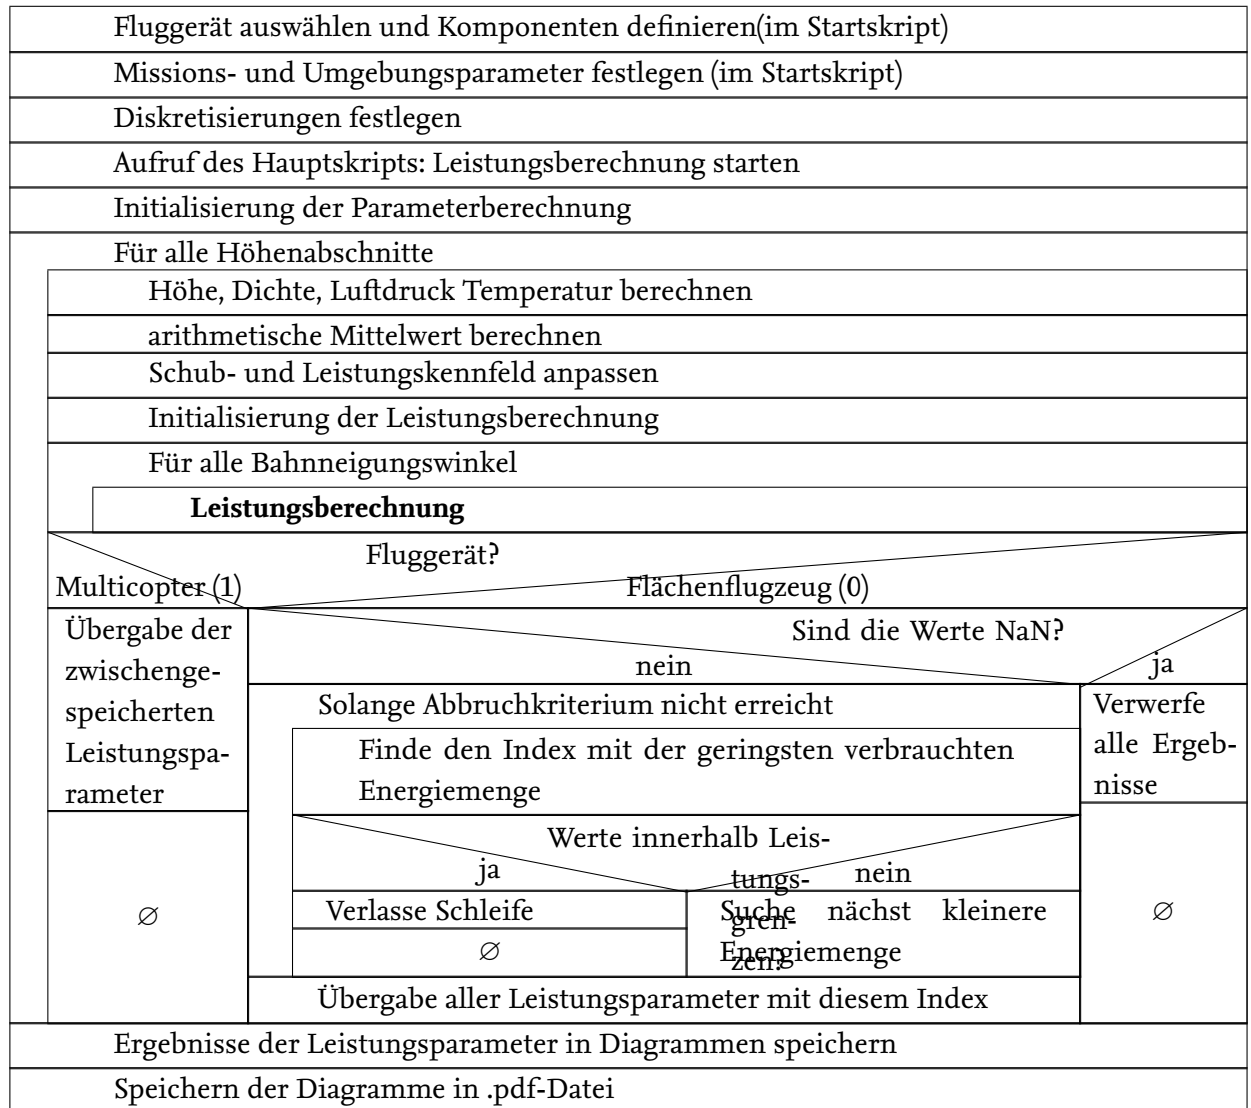 Fluggerät auswählen und Komponenten definieren(im Startskript)
Missions- und Umgebungsparameter festlegen (im Startskript)
Diskretisierungen festlegen
Aufruf des Hauptskripts: Leistungsberechnung starten
Initialisierung der Parameterberechnung
Für alle Höhenabschnitte
Höhe, Dichte, Luftdruck Temperatur berechnen
arithmetische Mittelwert berechnen
Schub- und Leistungskennfeld anpassen
Initialisierung der Leistungsberechnung
Für alle Bahnneigungswinkel
Leistungsberechnung
Fluggerät?
Multicopter (1)
Flächenflugzeug (0)
Übergabe der
zwischenge-
speicherten
Leistungspa-
rameter
∅
Sind die Werte NaN?
nein
ja
Solange Abbruchkriterium nicht erreicht
Finde den Index mit der geringsten verbrauchten
Energiemenge
Werte innerhalb Leis-
tungs-
gren-
zen?
ja
nein
Verlasse Schleife
∅
Suche nächst kleinere
Energiemenge
Übergabe aller Leistungsparameter mit diesem Index
Verwerfe
alle Ergeb-
nisse
∅
Ergebnisse der Leistungsparameter in Diagrammen speichern
Speichern der Diagramme in .pdf-Datei